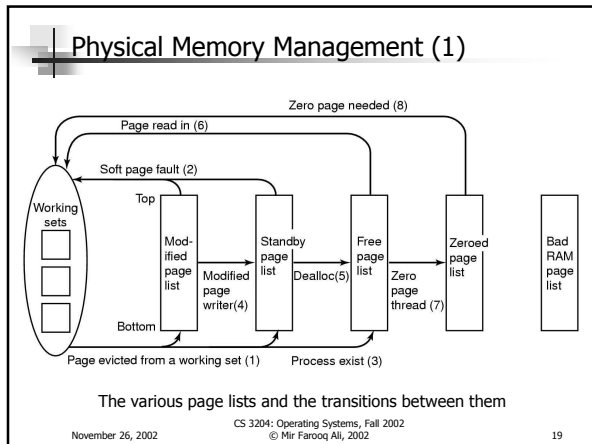 Physical Memory Management (1)
Zero page needed (8)
Page read in (6)
Soft page fault (2)
Top
Working
sets
Mod-
ified
page
list
Modified
page
writer(4)
Standby
page
list
Dealloc(5)
Free
page
list
Zero
page
thread (7)
Zeroed
page
list
Bad
RAM
page
list
Bottom
Page evicted from a working set (1)
Process exist (3)
The various page lists and the transitions between them
November 26, 2002
CS 3204: Operating Systems, Fall 2002
© Mir Farooq Ali, 2002
19